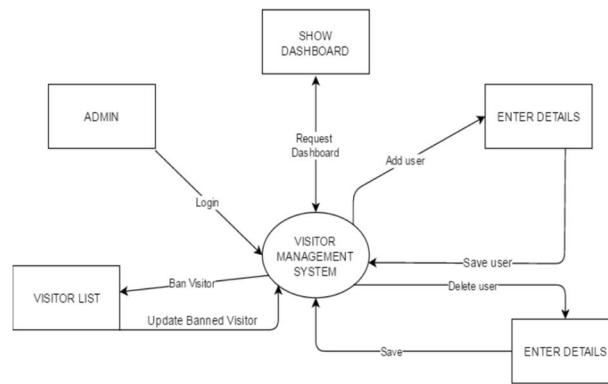 SHOW
DASHBOARD
ADMIN
ENTER DETAILS
Request
Dashboard
Add user
Login
VISITOR
MANAGEMENT
SYSTEM
Save user
Ban Visitor
Delete user
VISITOR LIST
Update Banned Visitor
Save
ENTER DETAILS